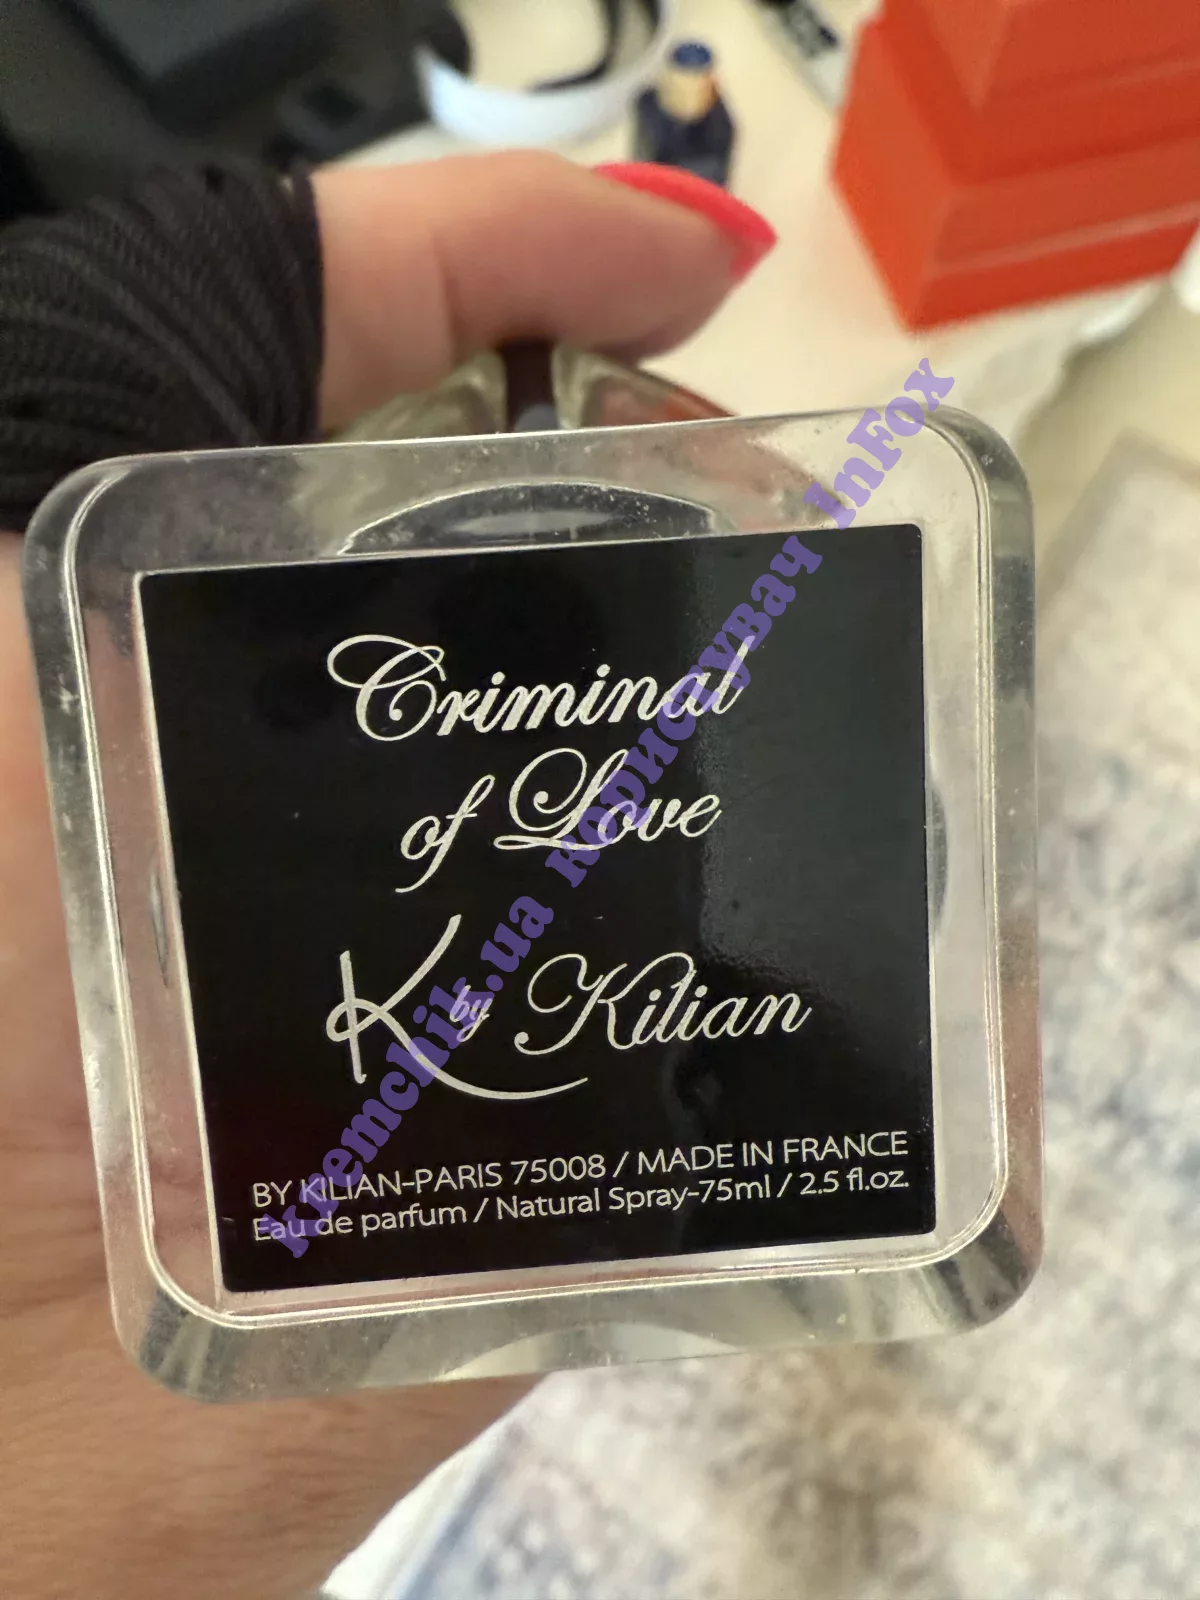 Criminal
of Love
K by Kilian
BY KILIAN-PARIS 75008 / MADE IN FRANCE
Eau de parfum / Natural Spray-75ml / 2.5 fl.oz.
kremchik.ua користувач InFox